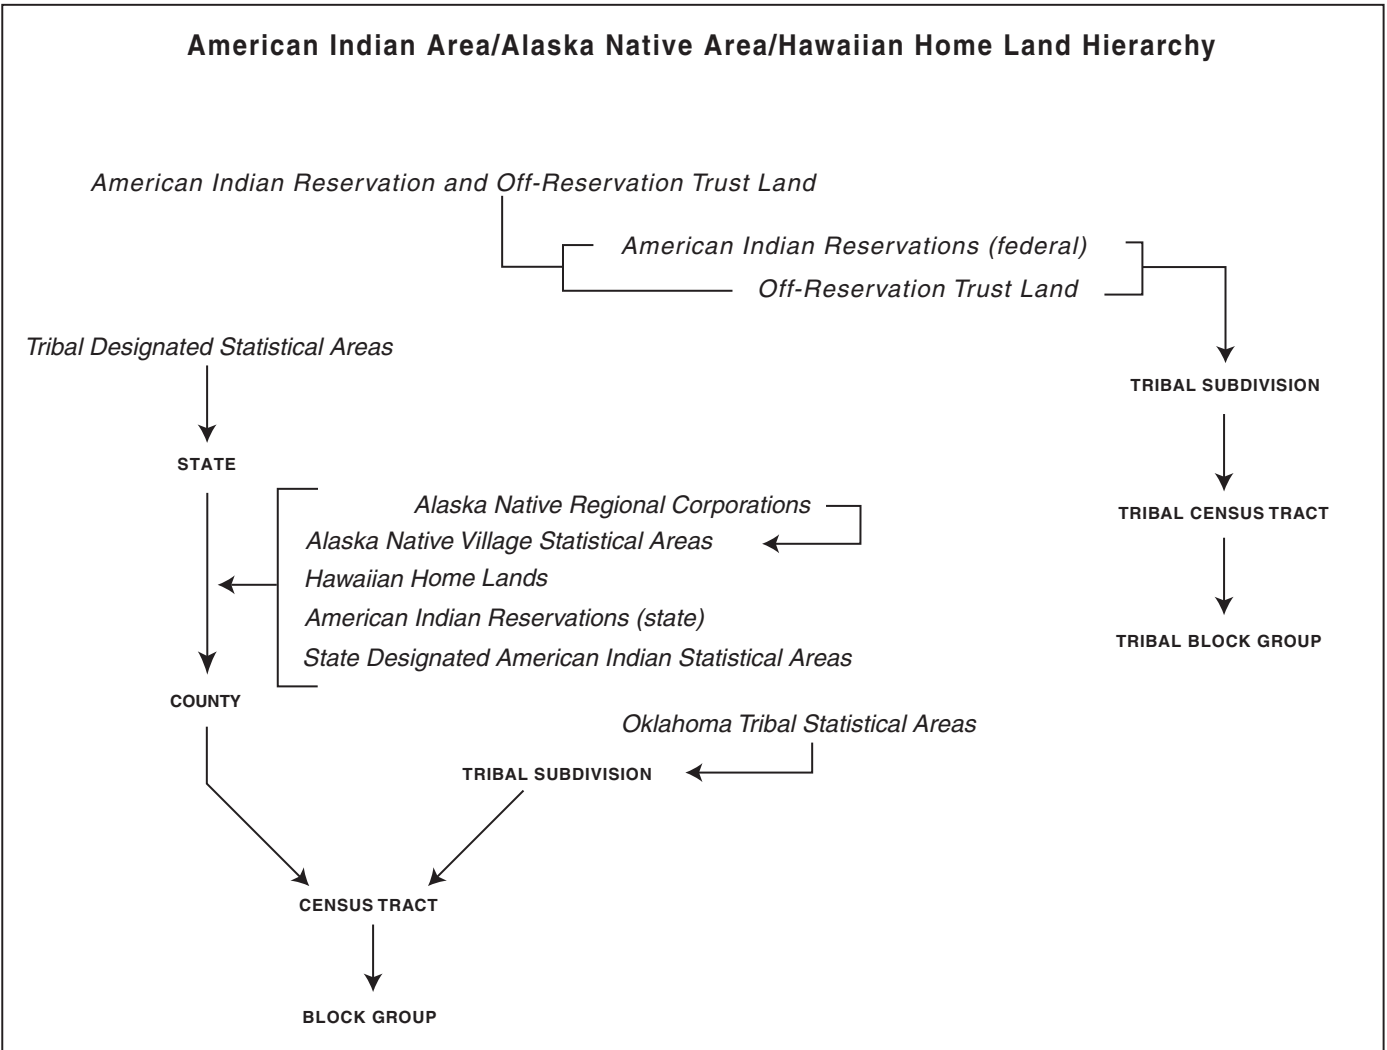 American Indian Area/Alaska Native Area/Hawaiian Home Land Hierarchy
American Indian Reservation and Off-Reservation Trust Land
American Indian Reservations (federal)
Off-Reservation Trust Land
Tribal Designated Statistical Areas
TRIBAL SUBDIVISION
STATE
Alaska Native Regional Corporations
TRIBAL CENSUS TRACT
Alaska Native Village Statistical Areas
Hawaiian Home Lands
American Indian Reservations (state)
TRIBAL BLOCK GROUP
State Designated American Indian Statistical Areas
COUNTY
Oklahoma Tribal Statistical Areas
TRIBAL SUBDIVISION
CENSUS TRACT
BLOCK GROUP